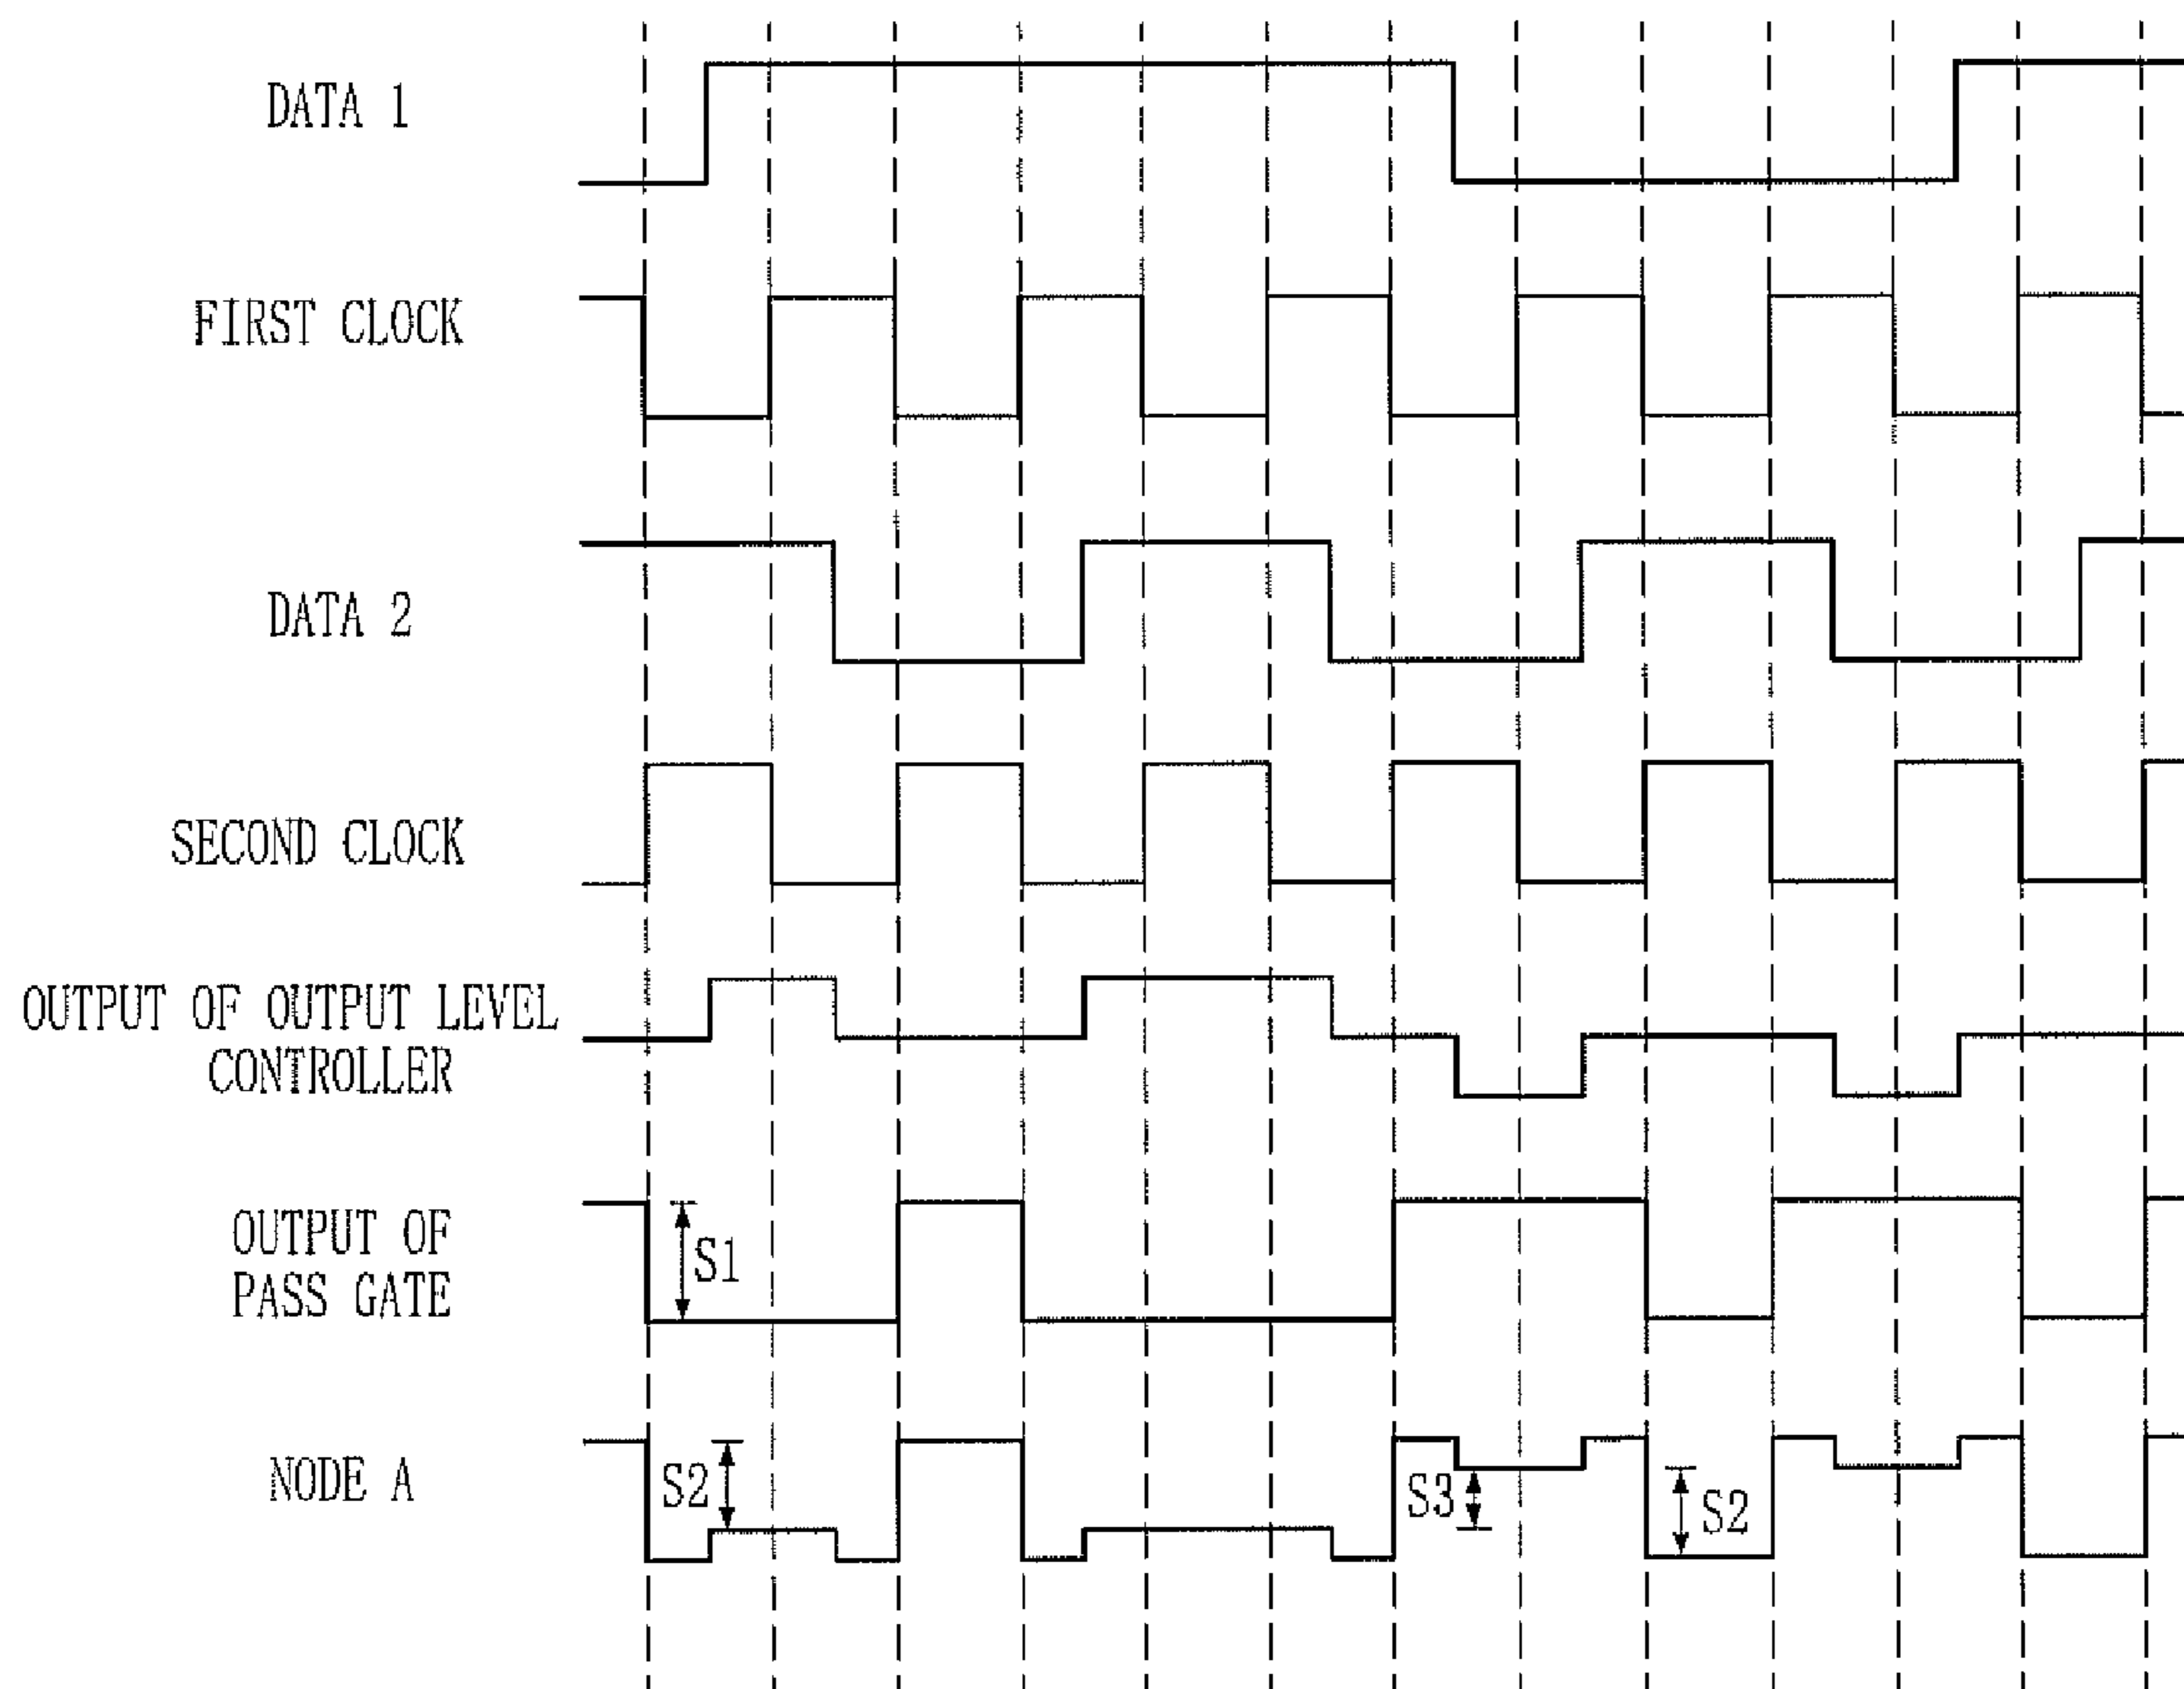 DATA 1
FIRST CLOCK
DATA 2
SECOND CLOCK
OUTPUT OF OUTPUT LEVEL
CONTROLLER
OUTPUT OF
PASS GATE
S1
NODE A
S2
S3
S2